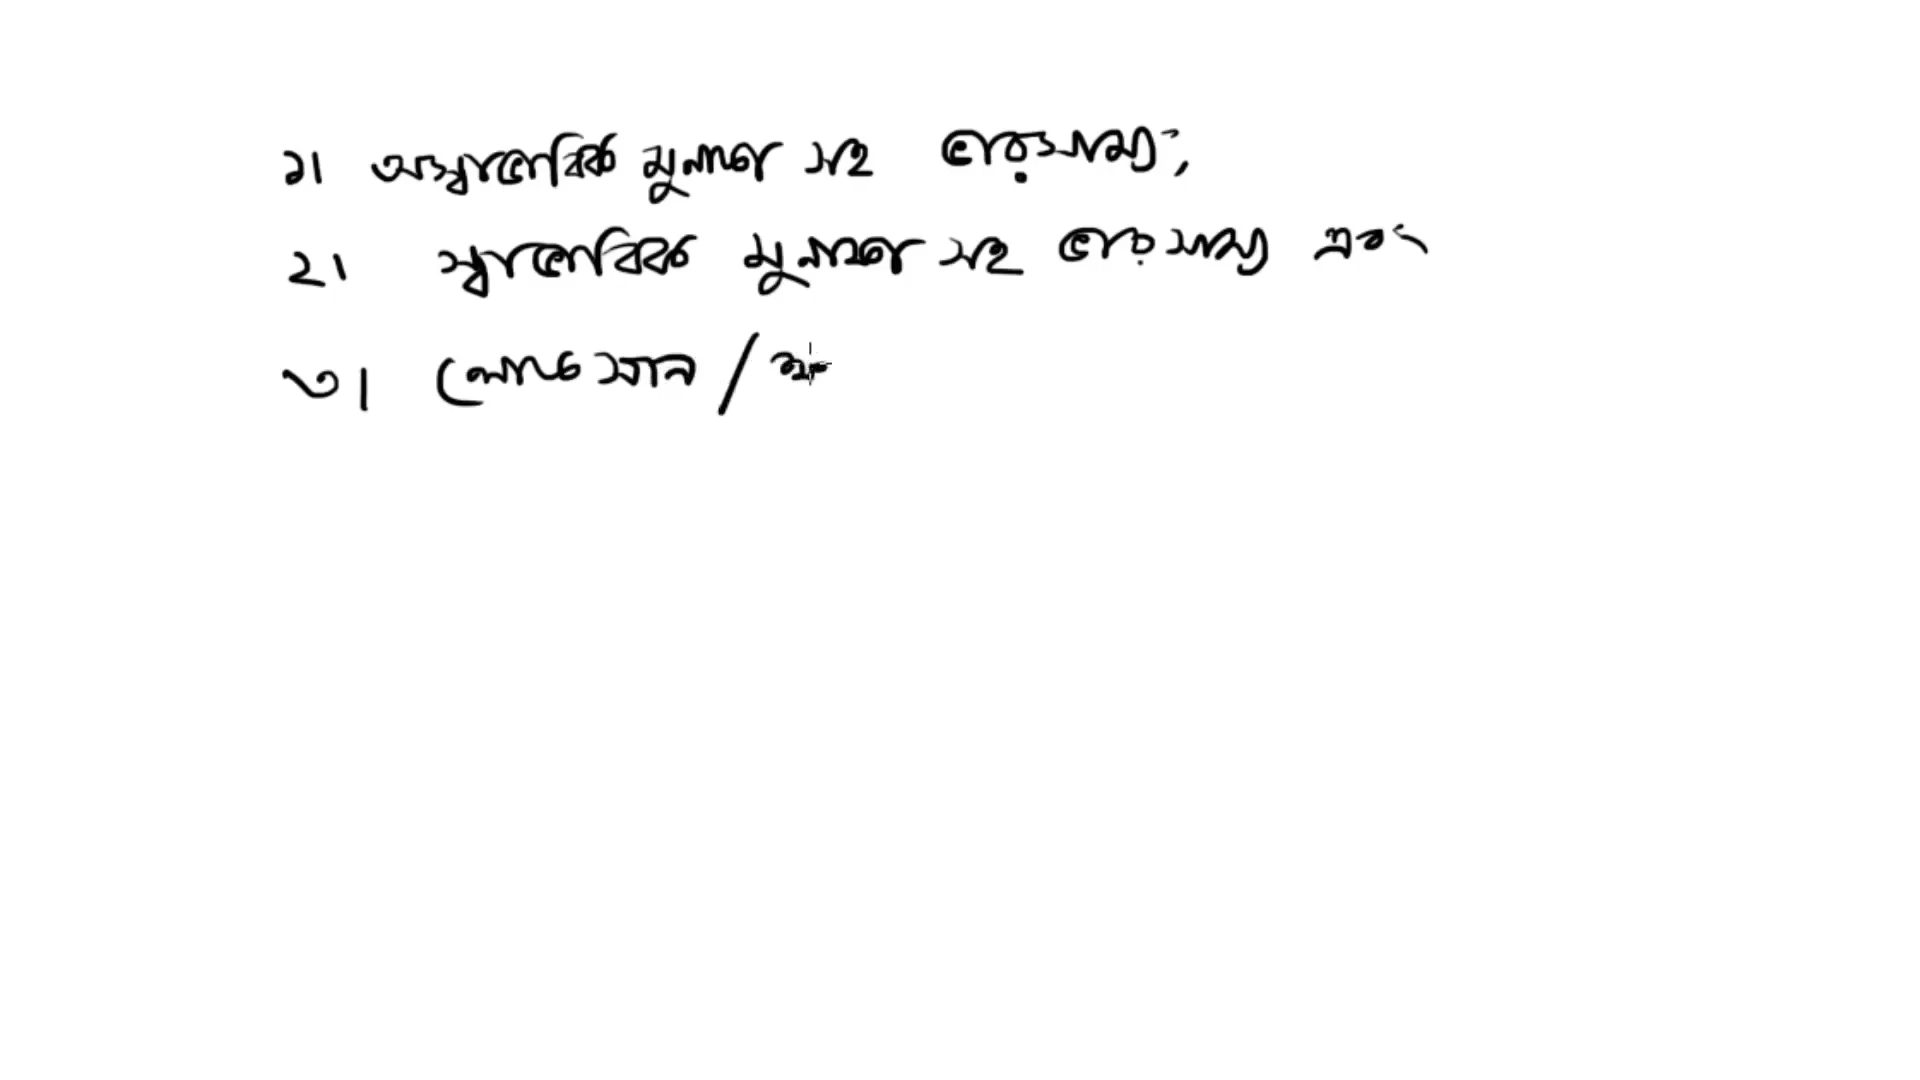 ১। অস্বাভাবিক মুনাফা সহ ভারসাম্য,
২। স্বাভাবিক মুনাফা সহ ভারসাম্য এবং
৩। লোকসান /